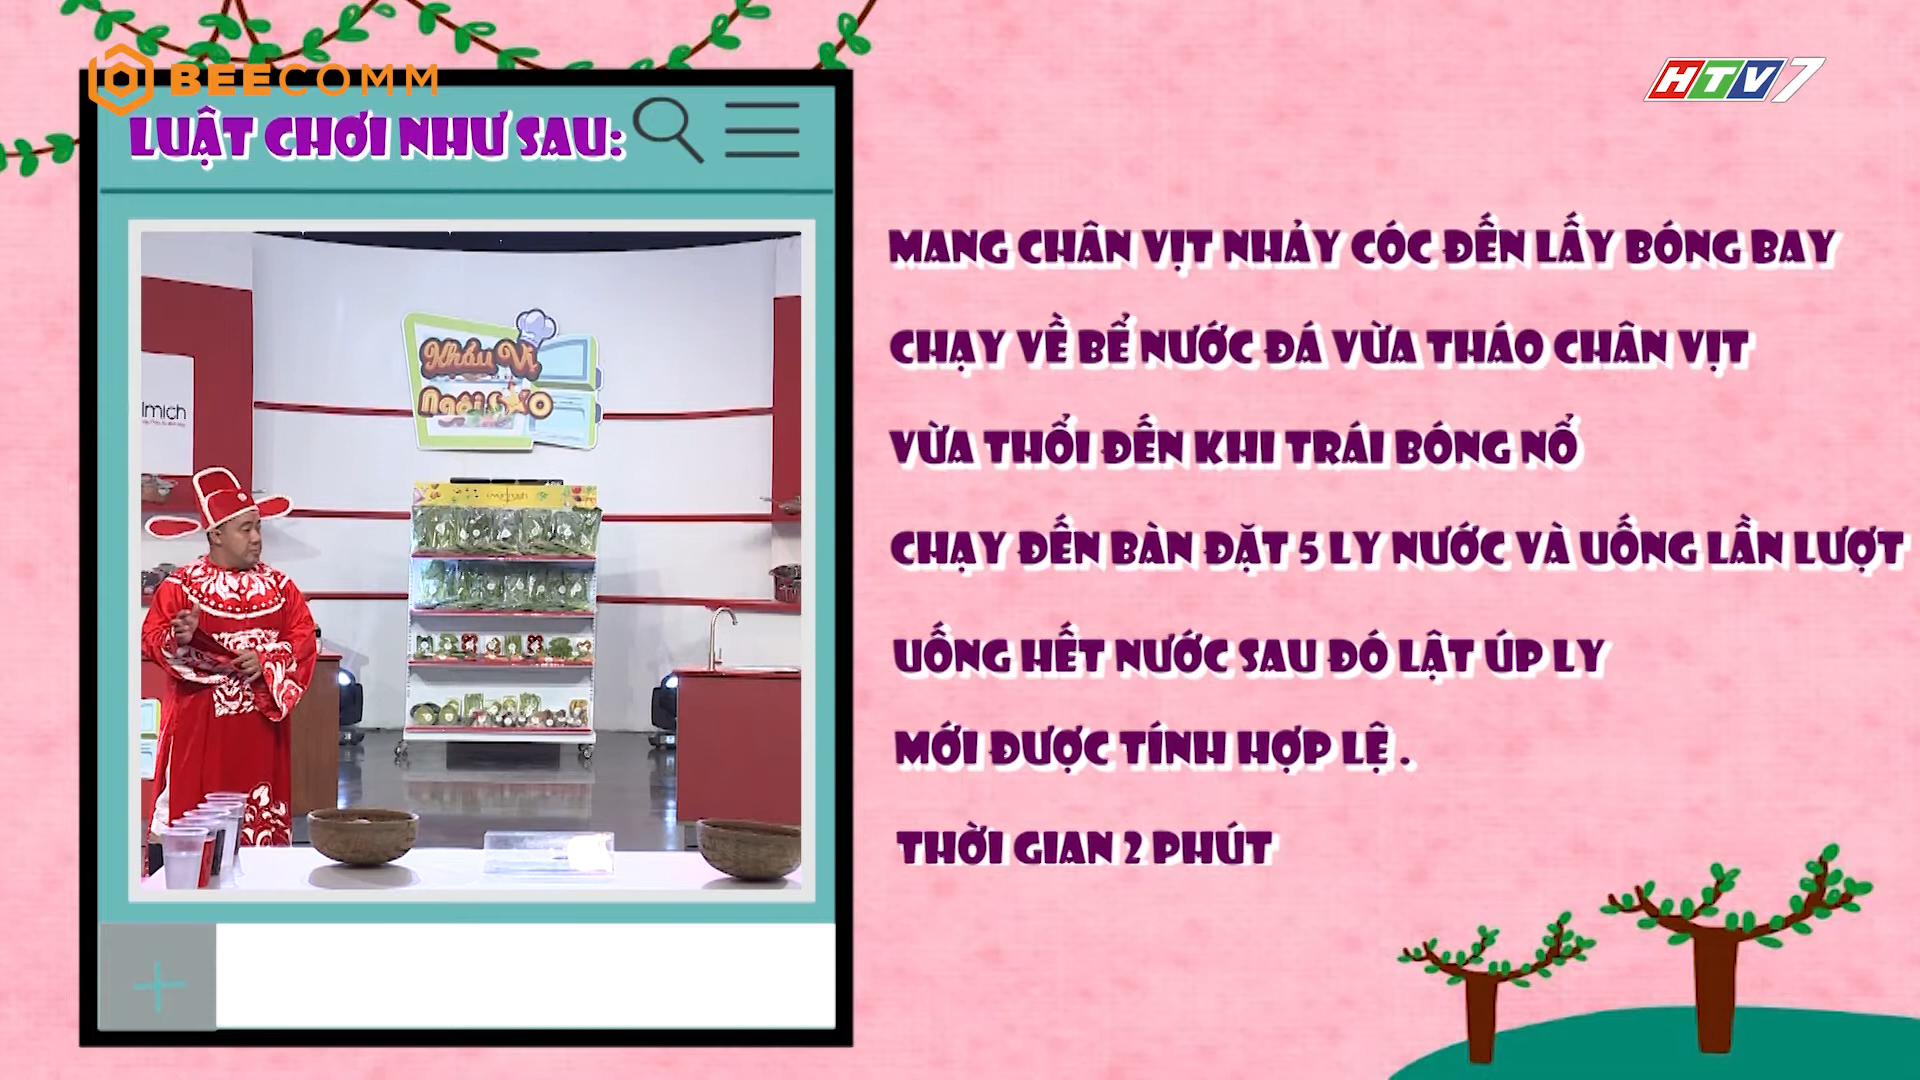 BEECOMM
HTV7
LUẬT CHƠI NHƯ SAU:
Khẩu Vị
Ngôi Sao
lmich
MANG CHÂN VỊT NHẢY CÓC ĐẾN LẤY BÓNG BAY
CHẠY VỀ BỂ NƯỚC ĐÁ VỪA THÁO CHÂN VỊT
VỪA THỔI ĐẾN KHI TRÁI BÓNG NỔ
CHẠY ĐẾN BÀN ĐẶT 5 LY NƯỚC VÀ UỐNG LẦN LƯỢT
UỐNG HẾT NƯỚC SAU ĐÓ LẬT ÚP LY
MỚI ĐƯỢC TÍNH HỢP LỆ .
THỜI GIAN 2 PHÚT